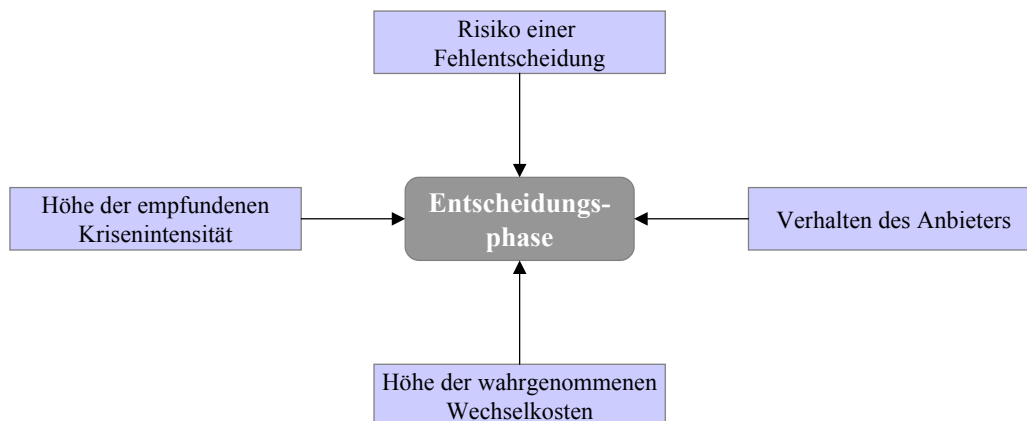 Risiko einer
Fehlentscheidung
Höhe der empfundenen
Krisenintensität
Entscheidungs-
phase
Verhalten des Anbieters
Höhe der wahrgenommenen
Wechselkosten